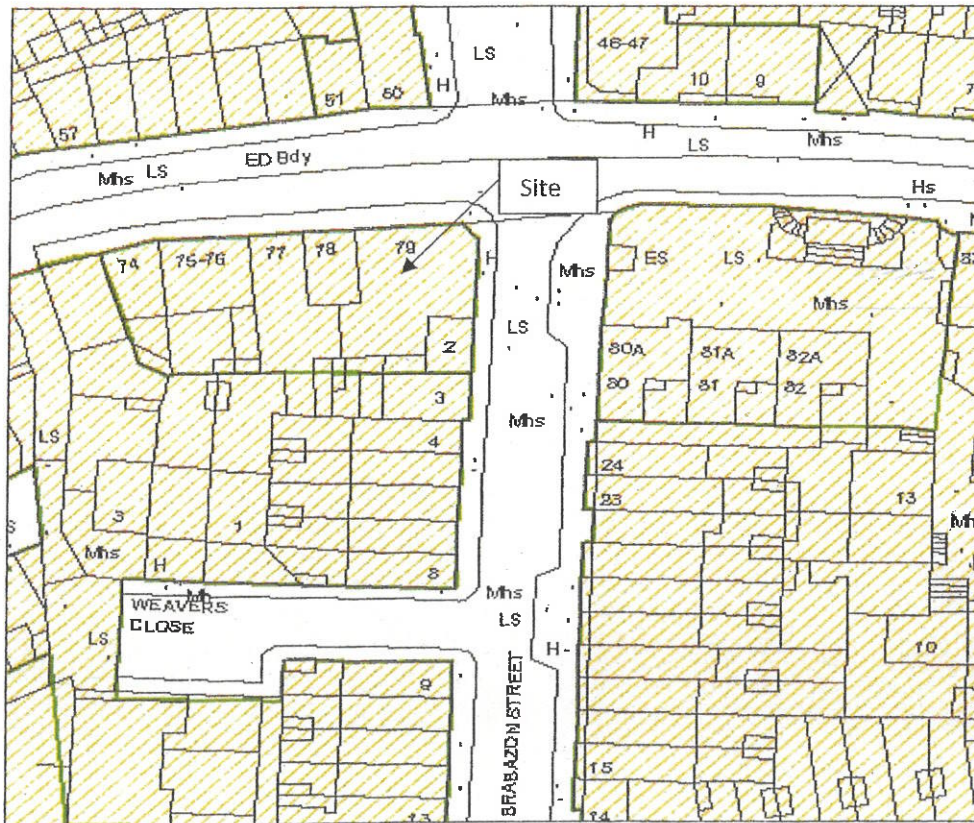 46-47
LS
H
10 9
51 50
Mhs
57
H
Mhs
LS
ED Bdy
Mhs LS
Site
Hs
74 75-76 77 78 79
H
ES LS
Mhs
Mhs
LS
2
80A 81A 82A
80 81 82
3
Mhs
4
LS
24
23
13
3 1
Mhs
H
8
Mhs
WEAVERS
CLOSE
LS
LS
H
10
9
BRABAZON STREET
15
14
13